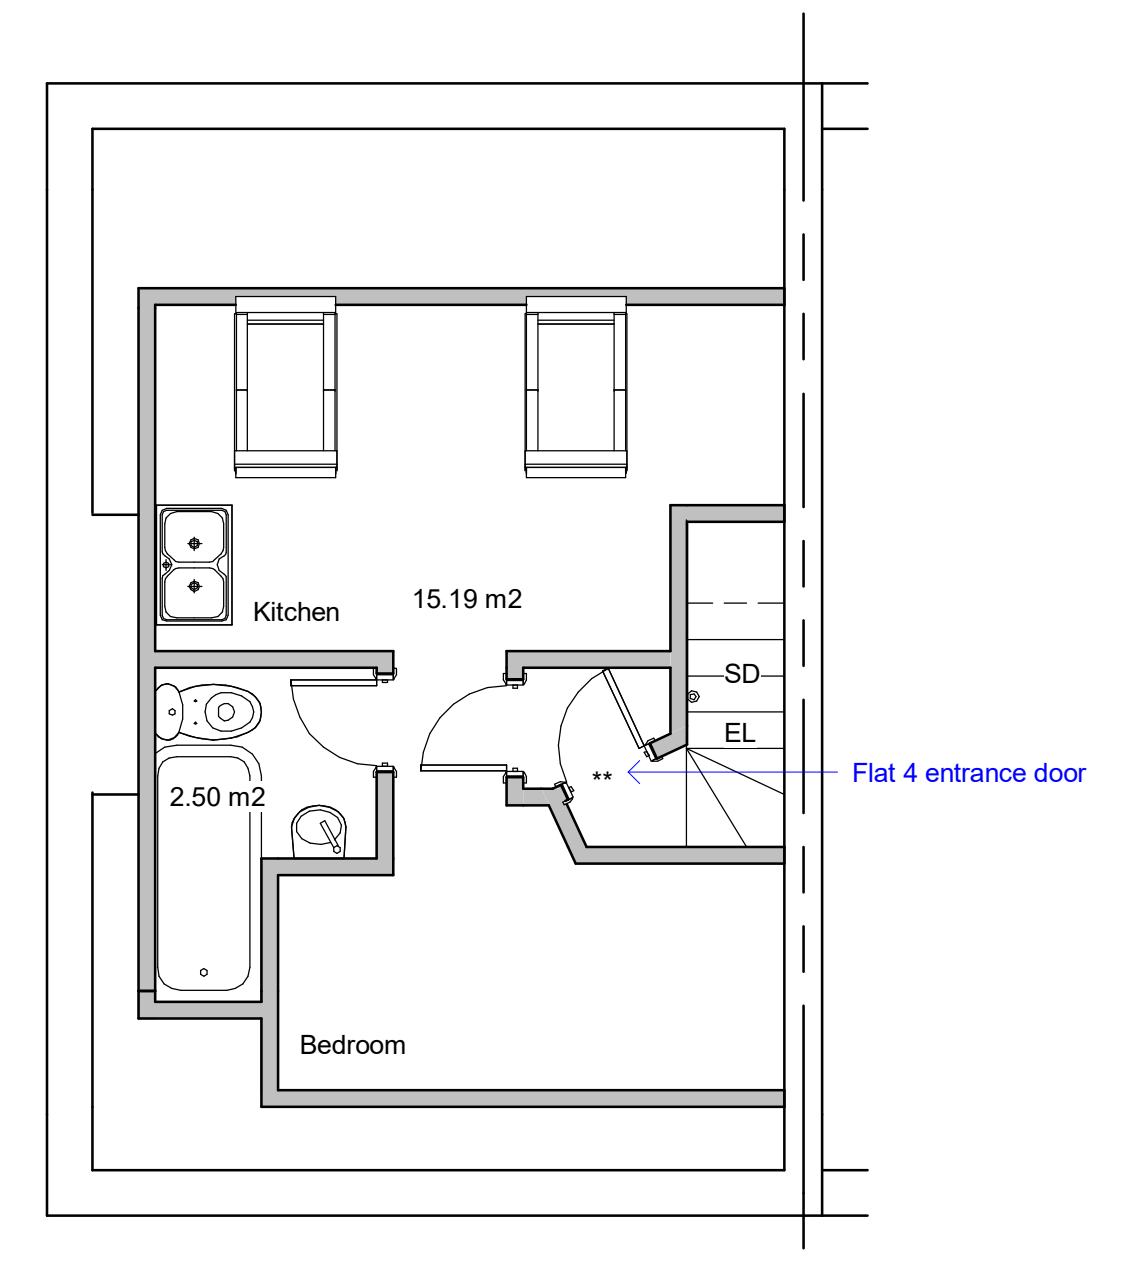 15.19 m2
Kitchen
SD
EL
**
Flat 4 entrance door
2.50 m2
Bedroom